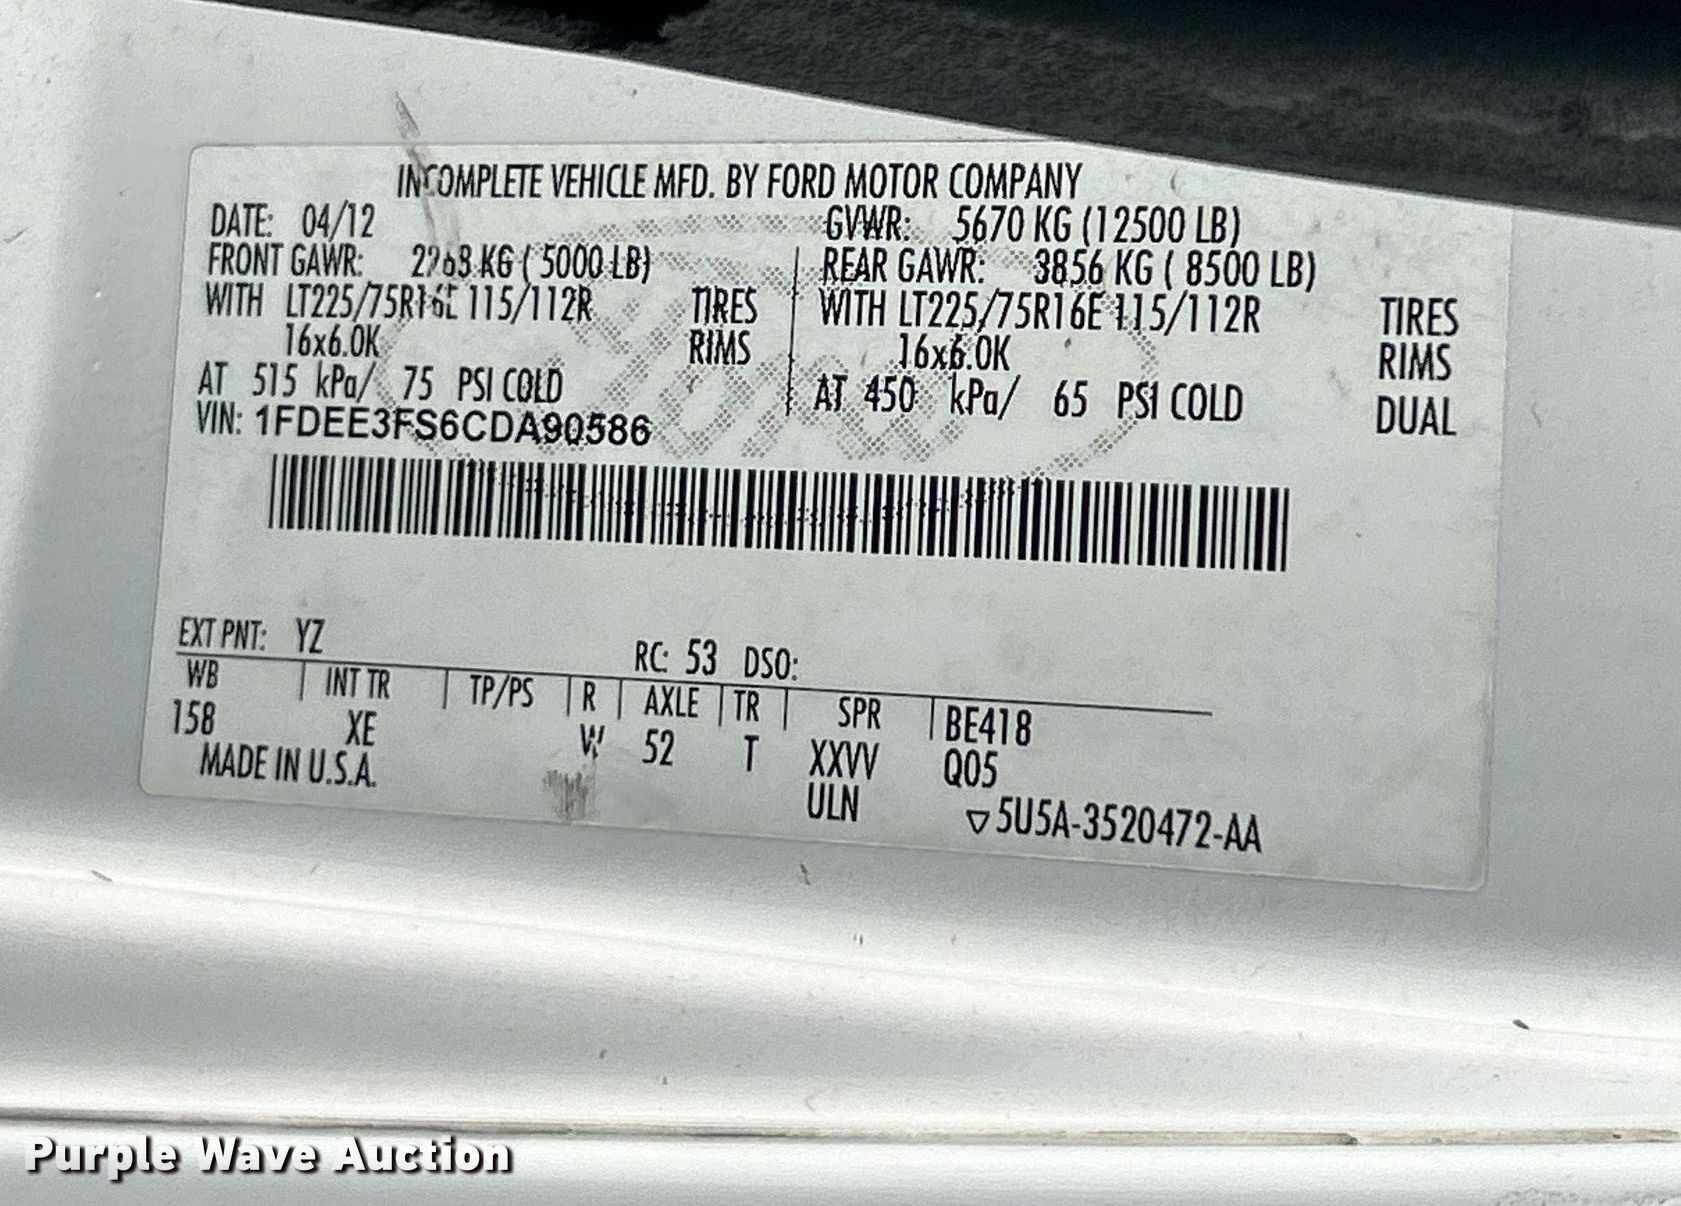 INCOMPLETE VEHICLE MFD. BY FORD MOTOR COMPANY
DATE: 04/12 GVWR: 5670 KG (12500 LB)
FRONT GAWR: 2268 KG ( 5000 LB) REAR GAWR: 3856 KG ( 8500 LB)
WITH LT225/75R16E 115/112R TIRES WITH LT225/75R16E 115/112R TIRES
16x6.0K RIMS 16x6.0K RIMS
AT 515 kPa/ 75 PSI COLD AT 450 kPa/ 65 PSI COLD DUAL
VIN: 1FDEE3FS6CDA90586
EXT PNT: YZ RC: 53 DSO:
WB INT TR TP/PS R AXLE TR SPR BE418
158 XE W 52 T XXVV Q05
MADE IN U.S.A. ULN
▽5U5A-3520472-AA
Purple Wave Auction